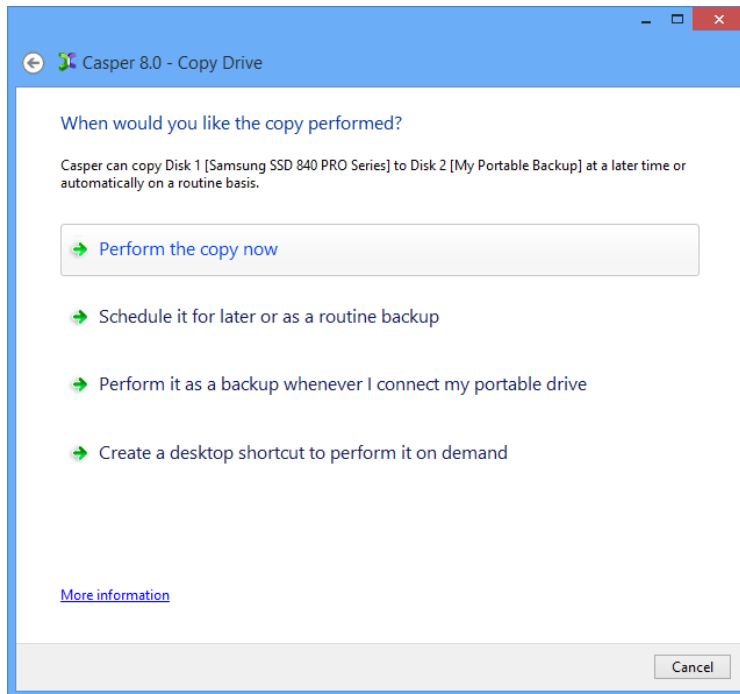 Casper 8.0 - Copy Drive
When would you like the copy performed?
Casper can copy Disk 1 [Samsung SSD 840 PRO Series] to Disk 2 [My Portable Backup] at a later time or
automatically on a routine basis.
Perform the copy now
Schedule it for later or as a routine backup
Perform it as a backup whenever I connect my portable drive
Create a desktop shortcut to perform it on demand
More information
Cancel